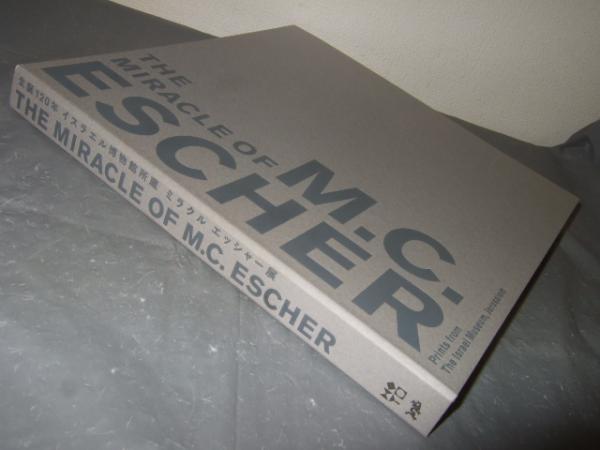 THE
MIRACLE OF
M.C.
ESCHER
Prints from
The Israel Museum, Jerusalem
生誕120年 イスラエル博物館所蔵 ミラクル エッシャー展
THE MIRACLE OF M.C. ESCHER